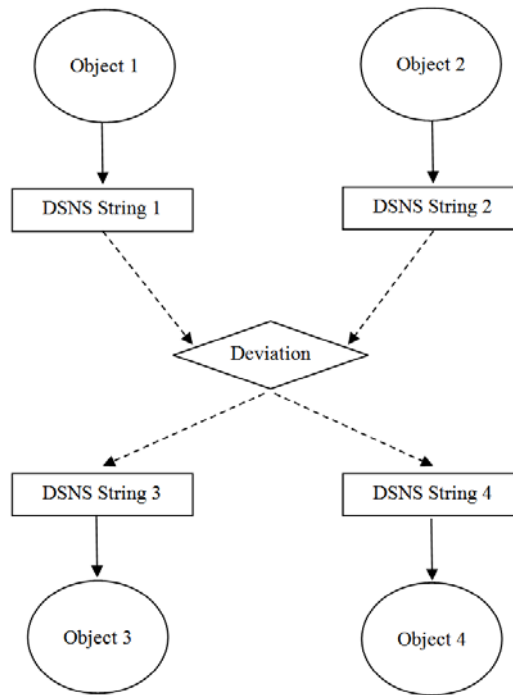 Object 1
Object 2
DSNS String 1
DSNS String 2
Deviation
DSNS String 3
DSNS String 4
Object 3
Object 4